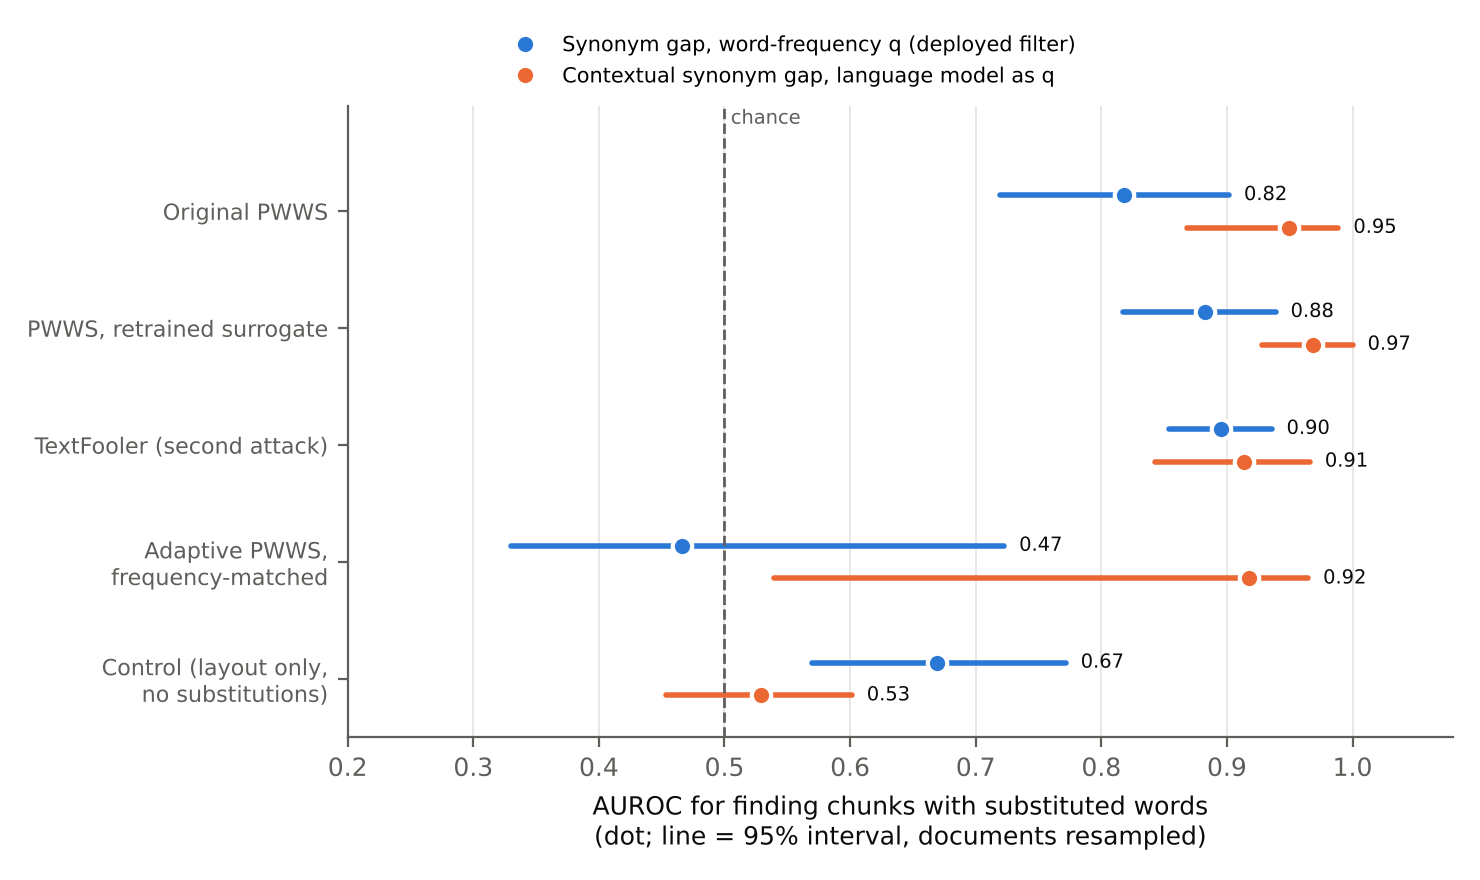 Synonym gap, word-frequency q (deployed filter)
Contextual synonym gap, language model as q
chance
Original PWWS
0.82
0.95
PWWS, retrained surrogate
0.88
0.97
TextFooler (second attack)
0.90
0.91
Adaptive PWWS,
frequency-matched
0.47
0.92
Control (layout only,
no substitutions)
0.67
0.53
0.2 0.3 0.4 0.5 0.6 0.7 0.8 0.9 1.0
AUROC for finding chunks with substituted words
(dot; line = 95% interval, documents resampled)